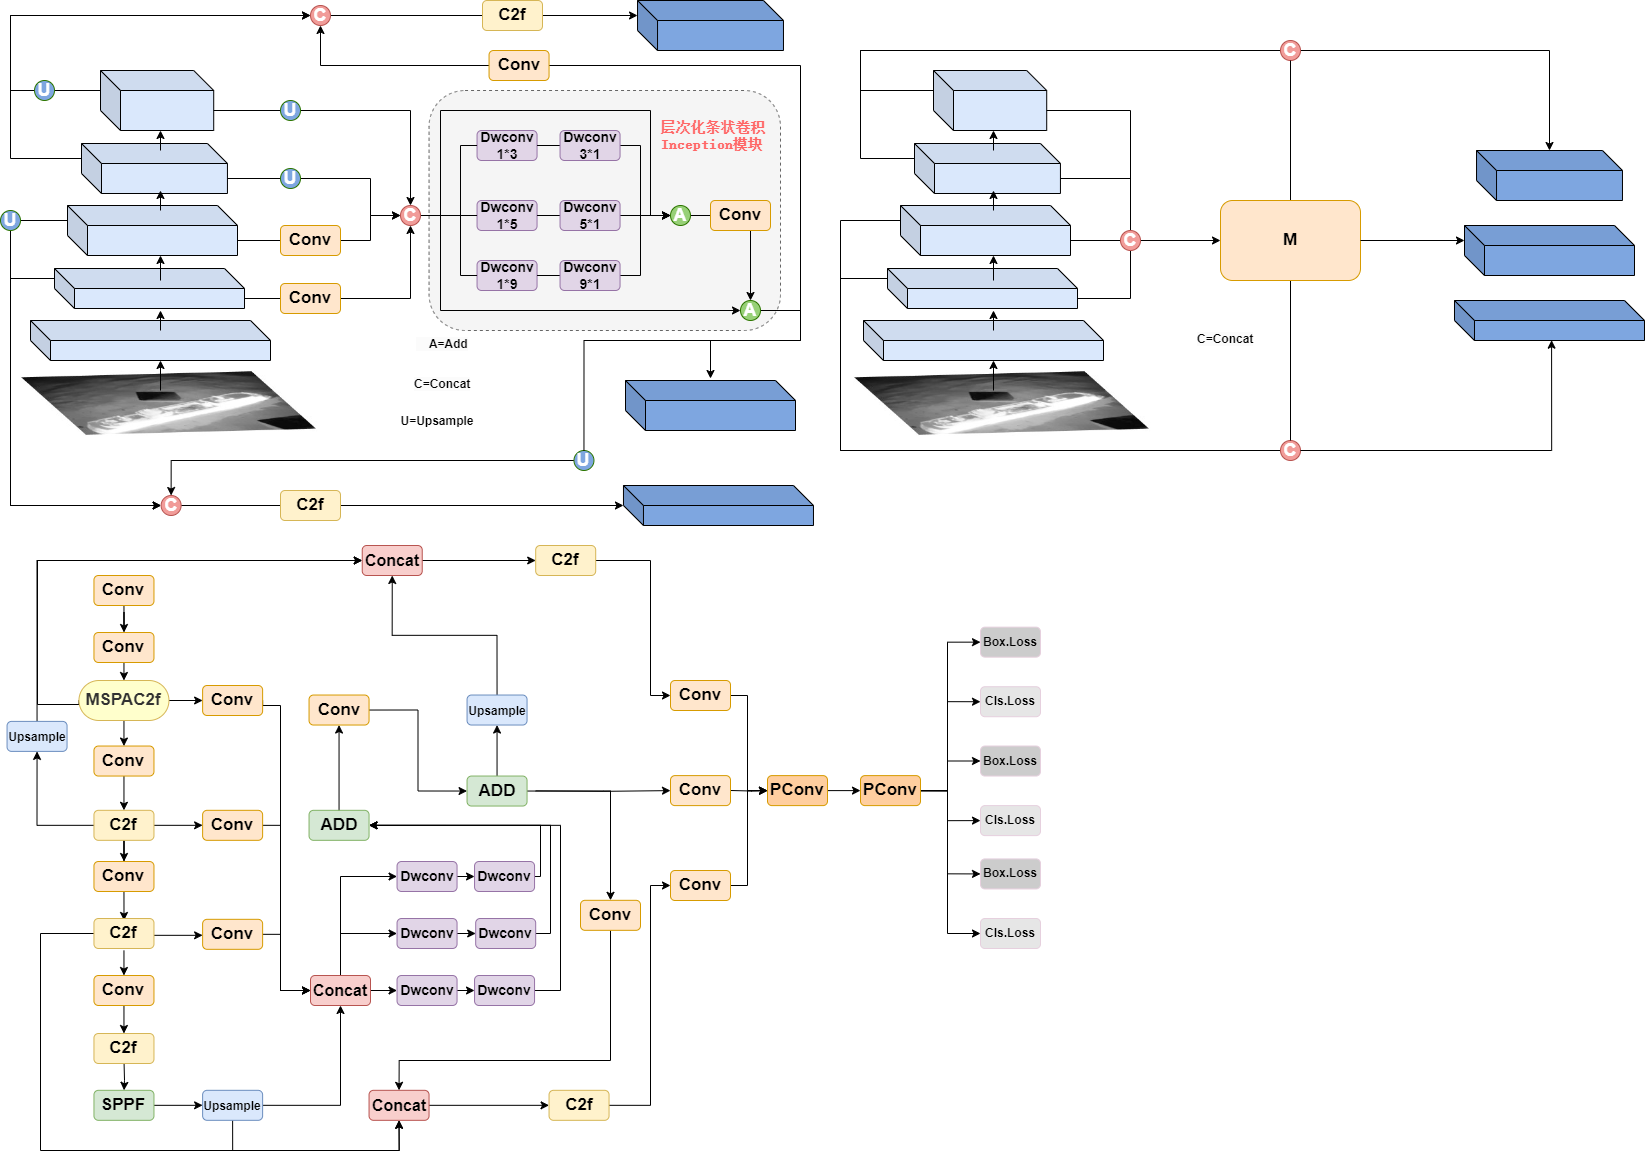 C
C2f
Conv
U
U
层次化条状卷积
Inception模块
Dwconv
1*3
Dwconv
3*1
U
U
C
Dwconv
1*5
Dwconv
5*1
A
Conv
Conv
Dwconv
1*9
Dwconv
9*1
Conv
A
A=Add
C=Concat
U=Upsample
U
C
C2f
C
C
M
C=Concat
C
Concat
C2f
Conv
Conv
MSPAC2f
Conv
Upsample
Conv
C2f
Conv
Conv
C2f
Conv
Conv
C2f
SPPF
Upsample
Conv
Upsample
ADD
ADD
Dwconv
Dwconv
Dwconv
Dwconv
Concat
Dwconv
Dwconv
Conv
Concat
C2f
Conv
Conv
Conv
PConv
PConv
Box.Loss
Cls.Loss
Box.Loss
Cls.Loss
Box.Loss
Cls.Loss